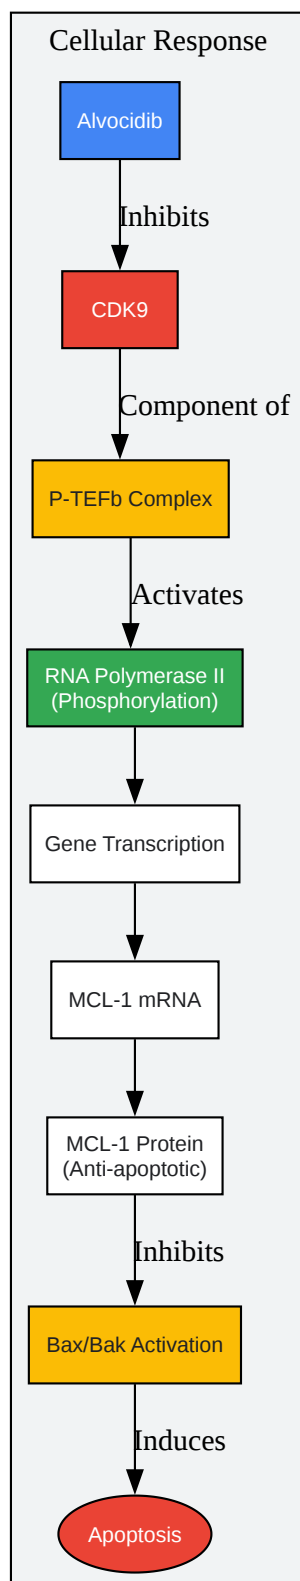 Cellular Response
Alvocidib
Inhibits
CDK9
Component of
P-TEFb Complex
Activates
RNA Polymerase II
(Phosphorylation)
Gene Transcription
MCL-1 mRNA
MCL-1 Protein
(Anti-apoptotic)
Inhibits
Bax/Bak Activation
Induces
Apoptosis